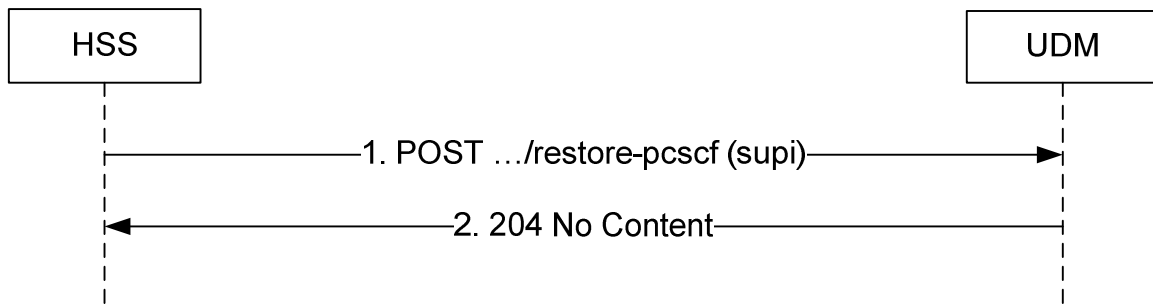 HSS
UDM
1. POST …/restore-pcscf (supi)
2. 204 No Content